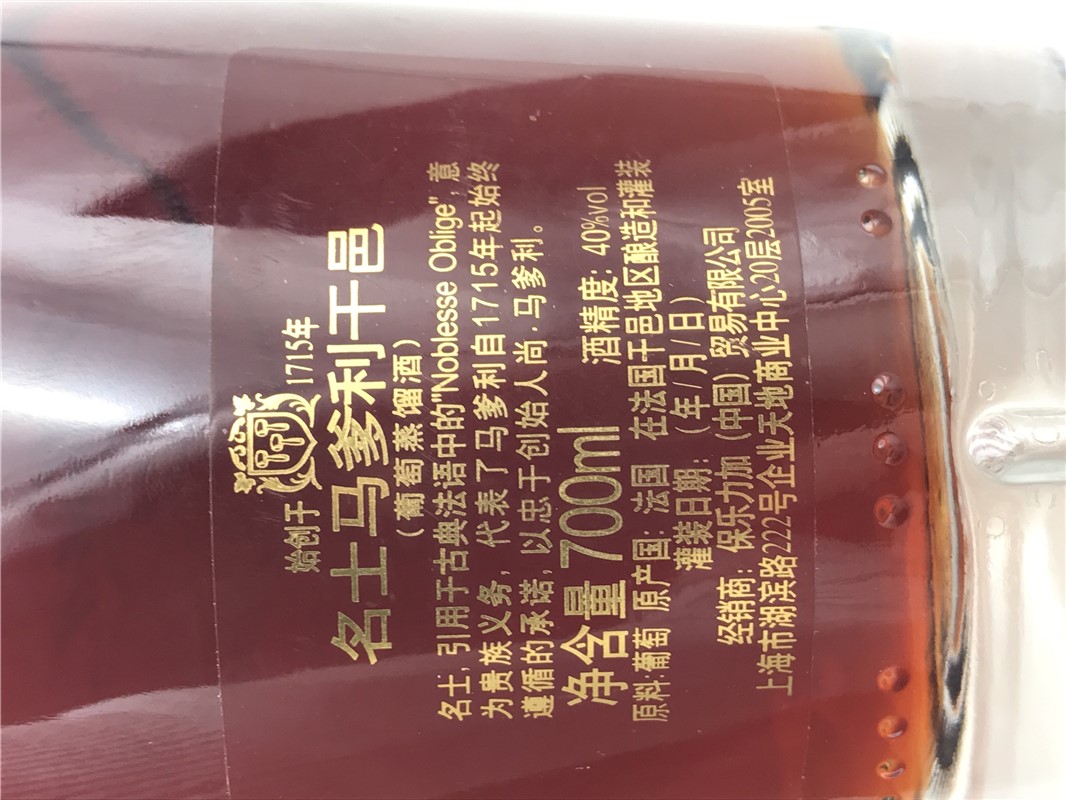 始创于 1715年
名士马爹利干邑
（葡萄蒸馏酒）
名士，引用于古典法语中的"Noblesse Oblige"，意
为贵族义务，代表了马爹利自1715年起始终
遵循的承诺，以忠于创始人尚·马爹利。
净含量700ml 酒精度：40%vol
原料:葡萄 原产国：法国 在法国干邑地区酿造和灌装
灌装日期：（年/月/日）
经销商：保乐力加（中国）贸易有限公司
上海市湖滨路222号企业天地商业中心20层2005室